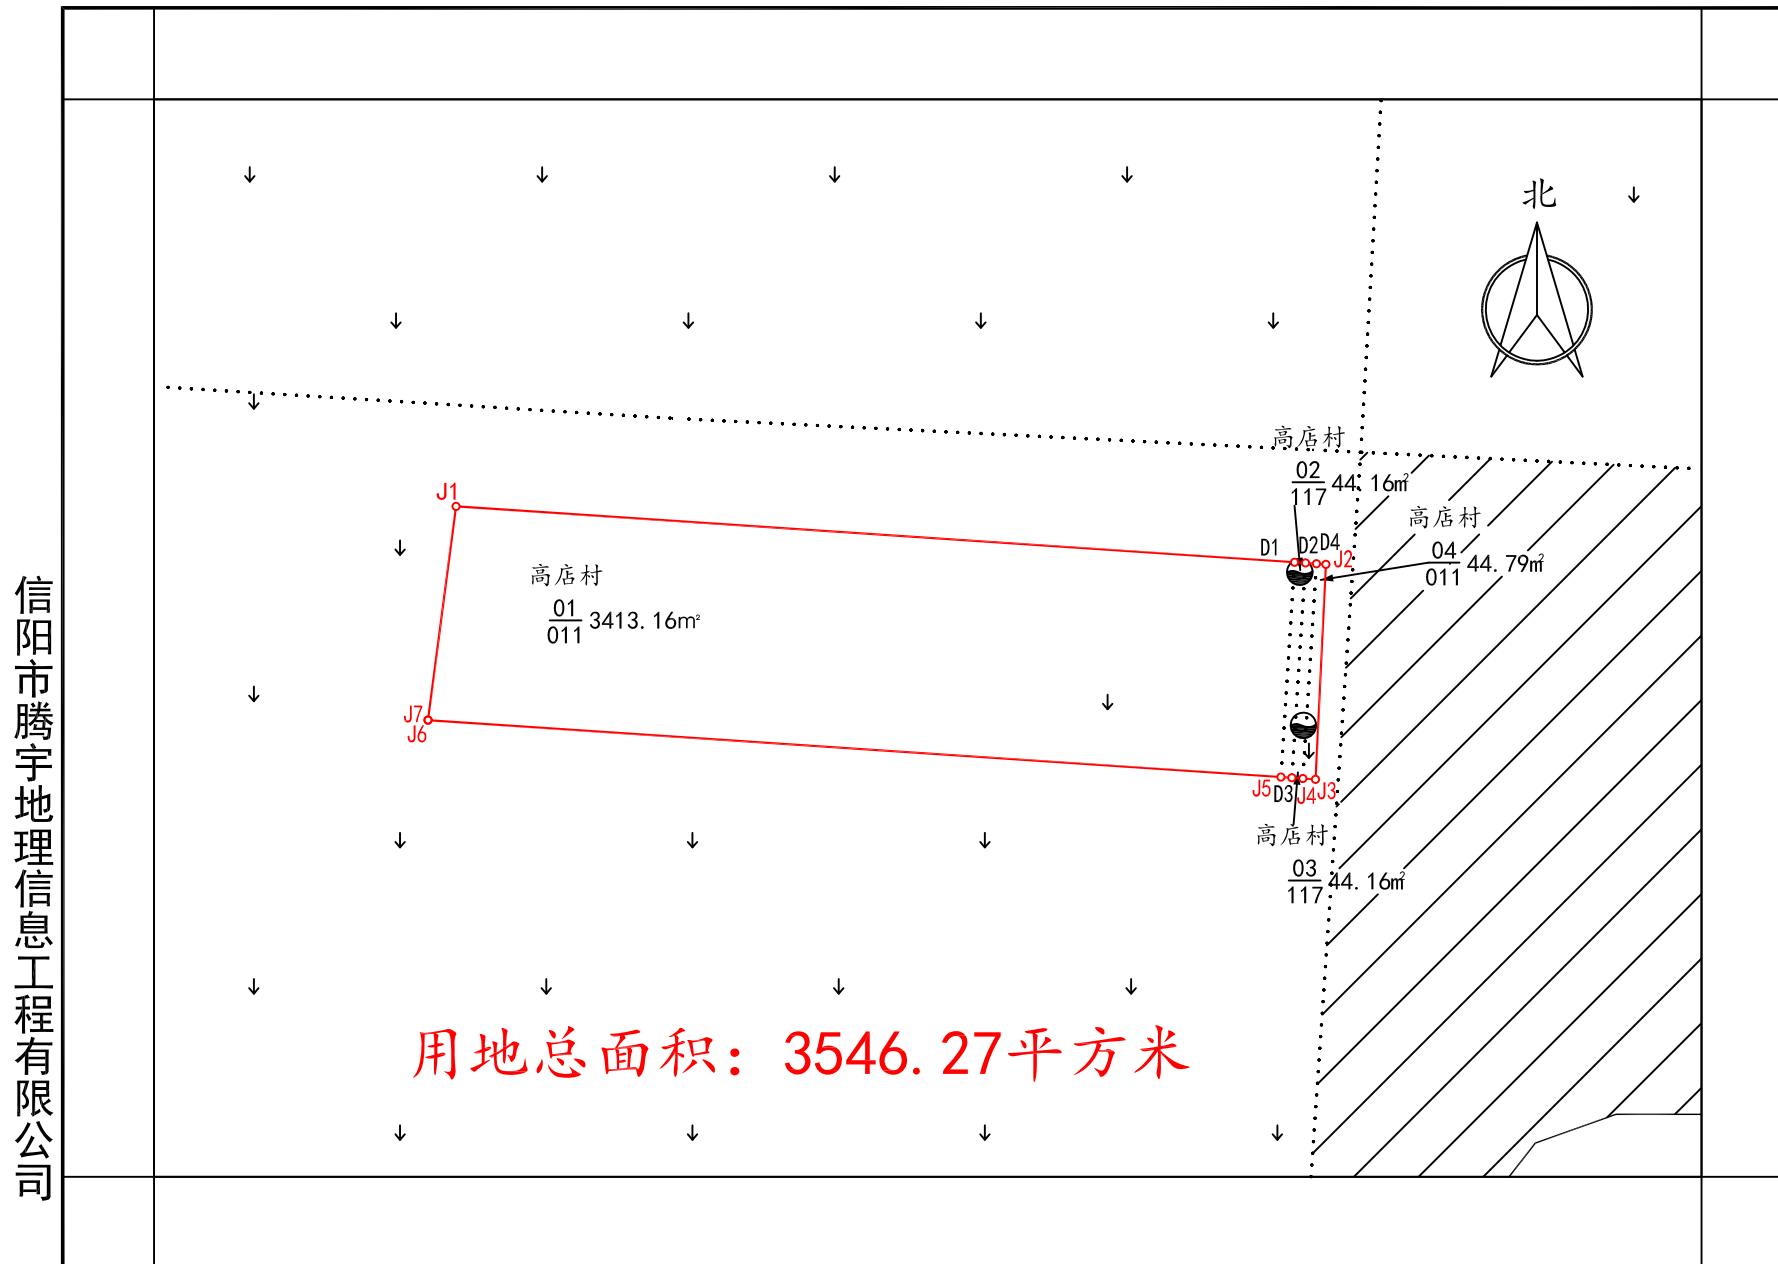 北
高店村
02
117
44.16㎡
高店村
04
011
44.79㎡
J1
D1
D2
D4
J2
高店村
01
011
3413.16㎡
J7
J6
J5
D3
J4
J3
高店村
03
117
44.16㎡
用地总面积：3546.27平方米
信阳市腾宇地理信息工程有限公司